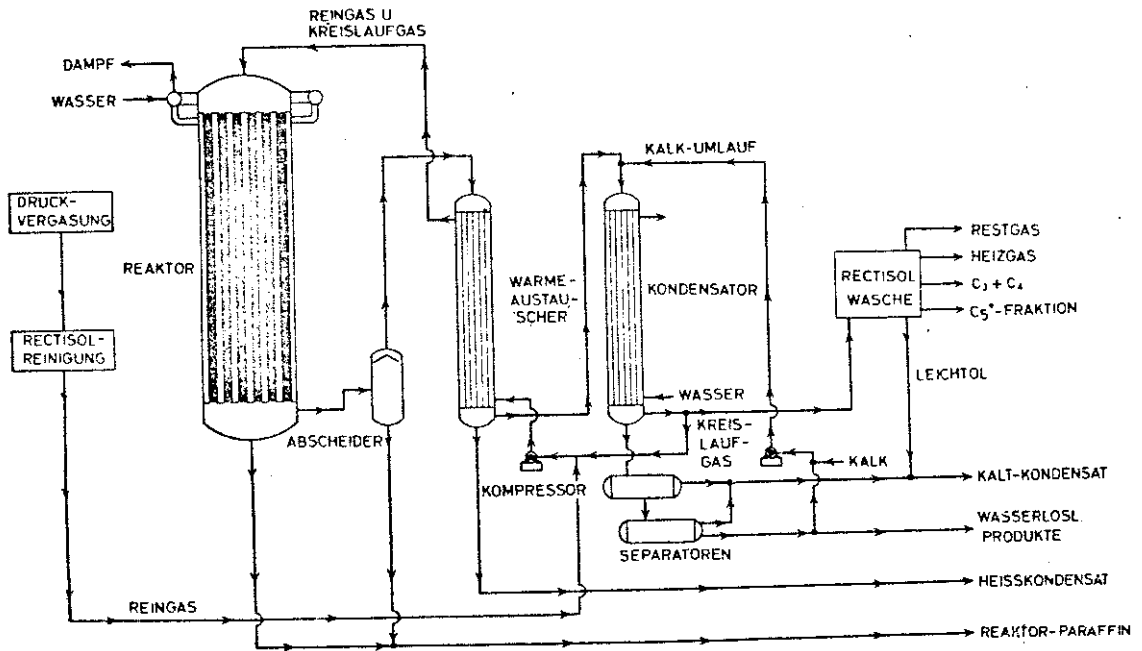 REINGAS U
KREISLAUFGAS
DAMPF
WASSER
KALK-UMLAUF
DRUCK-
VERGASUNG
REAKTOR
WARME-
AUSTAU-
SCHER
KONDENSATOR
RECTISOL
WASCHE
RESTGAS
HEIZGAS
C3 + C4
C5+-FRAKTION
RECTISOL-
REINIGUNG
LEICHTOL
WASSER
ABSCHEIDER
KREIS-
LAUF-
GAS
KALK
KOMPRESSOR
KALT-KONDENSAT
SEPARATOREN
WASSERLOSL.
PRODUKTE
HEISSKONDENSAT
REINGAS
REAKTOR-PARAFFIN